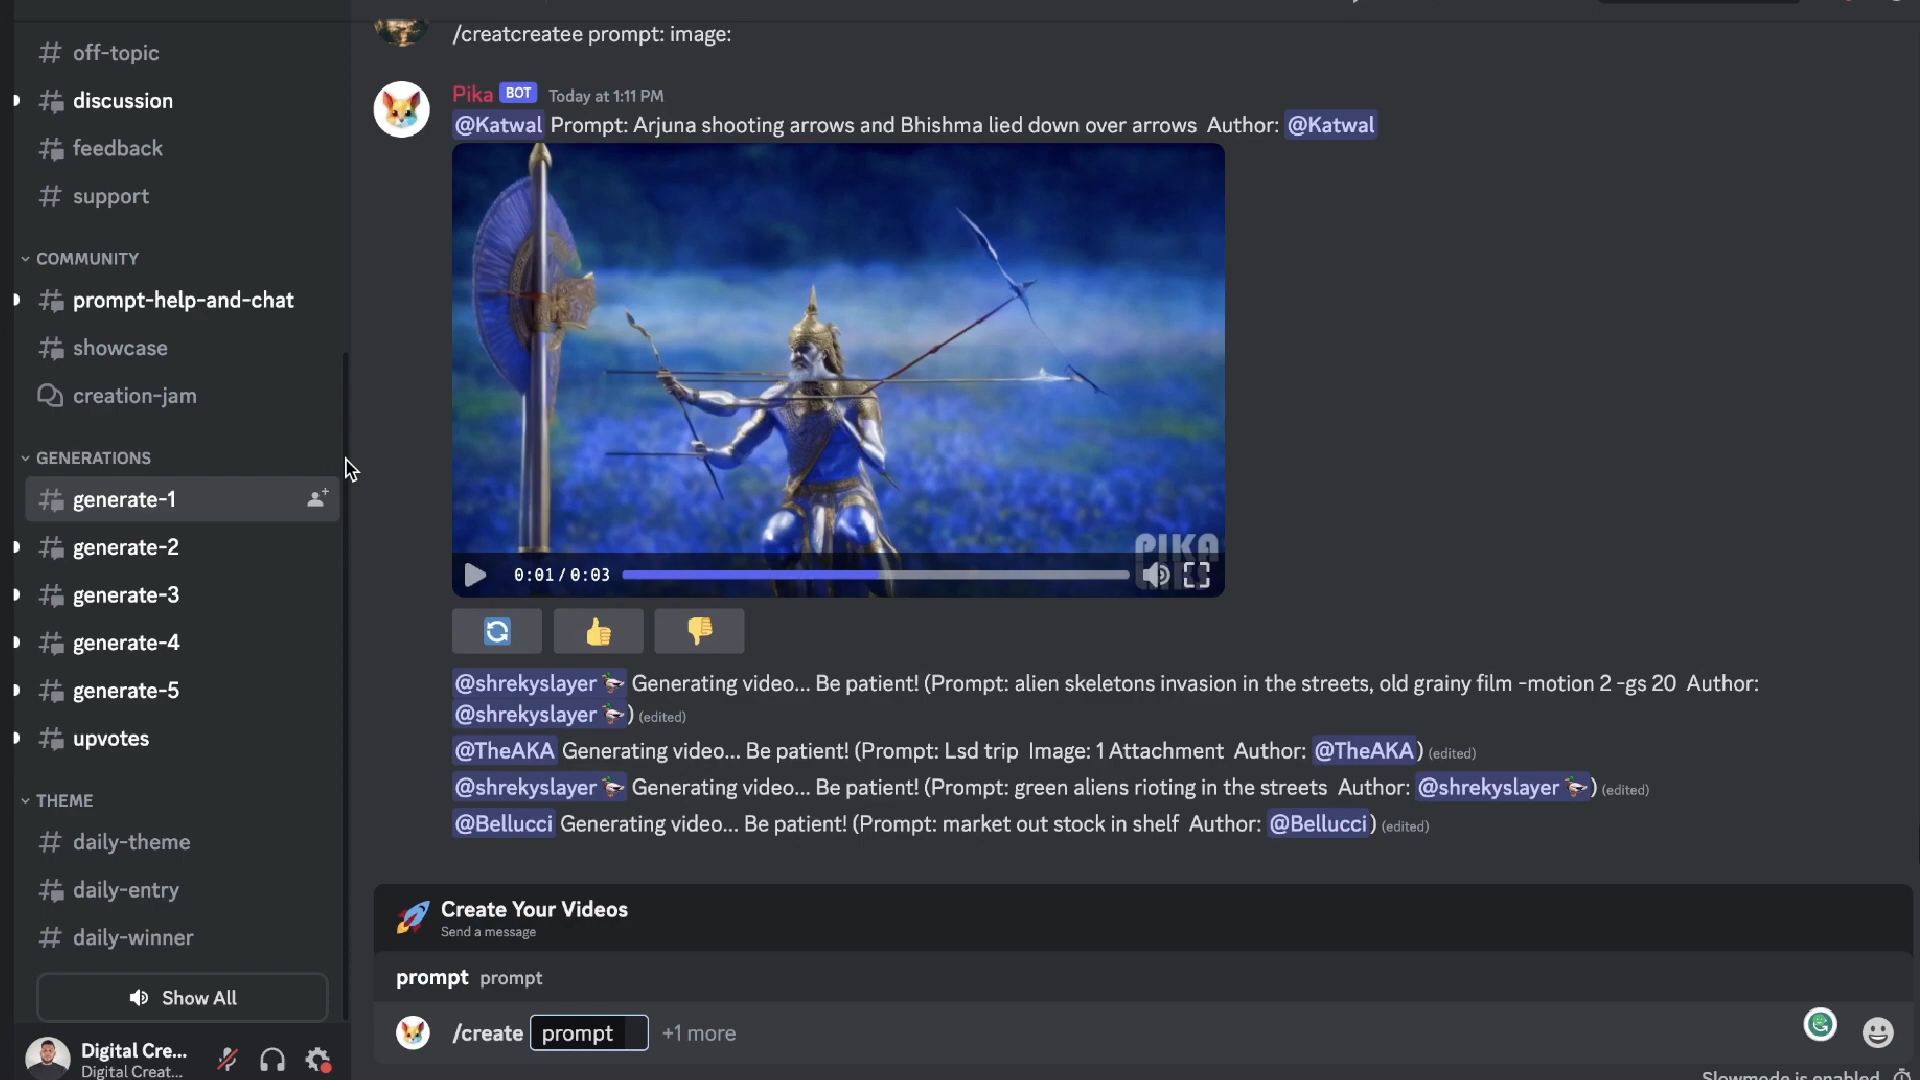 off-topic
discussion
feedback
support
COMMUNITY
prompt-help-and-chat
showcase
creation-jam
GENERATIONS
generate-1
generate-2
generate-3
generate-4
generate-5
upvotes
THEME
daily-theme
daily-entry
daily-winner
Show All
Digital Cre...
Digital Creat...
/creatcreatee prompt: image:
Pika BOT Today at 1:11 PM
@Katwal Prompt: Arjuna shooting arrows and Bhishma lied down over arrows Author: @Katwal
PIKA
0:01/0:03
@shrekyslayer 🦆 Generating video... Be patient! (Prompt: alien skeletons invasion in the streets, old grainy film -motion 2 -gs 20 Author:
@shrekyslayer 🦆) (edited)
@TheAKA Generating video... Be patient! (Prompt: Lsd trip Image: 1 Attachment Author: @TheAKA) (edited)
@shrekyslayer 🦆 Generating video... Be patient! (Prompt: green aliens rioting in the streets Author: @shrekyslayer 🦆) (edited)
@Bellucci Generating video... Be patient! (Prompt: market out stock in shelf Author: @Bellucci) (edited)
Create Your Videos
Send a message
prompt prompt
/create prompt +1 more
Slowmode is enabled